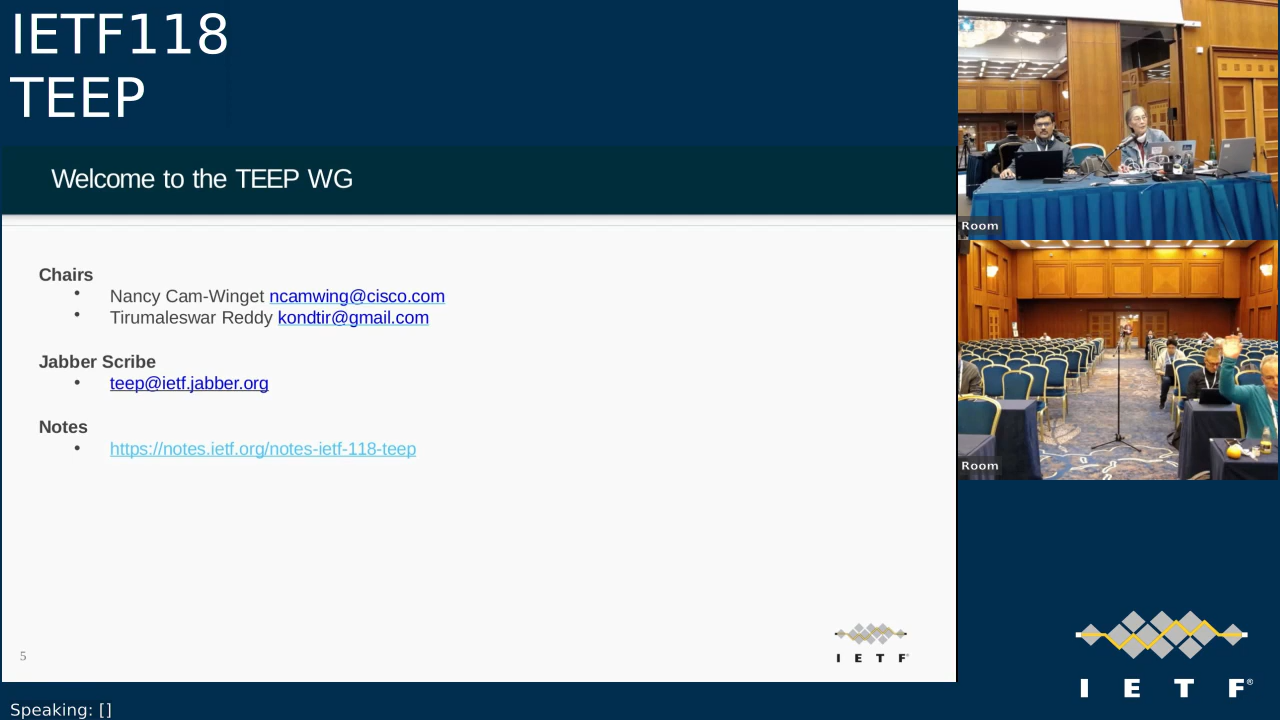 IETF118
TEEP
Welcome to the TEEP WG
Chairs
• Nancy Cam-Winget ncamwing@cisco.com
• Tirumaleswar Reddy kondtir@gmail.com
Jabber Scribe
• teep@ietf.jabber.org
Notes
• https://notes.ietf.org/notes-ietf-118-teep
5
I E T F
Speaking: []
Room
Room
I E T F®